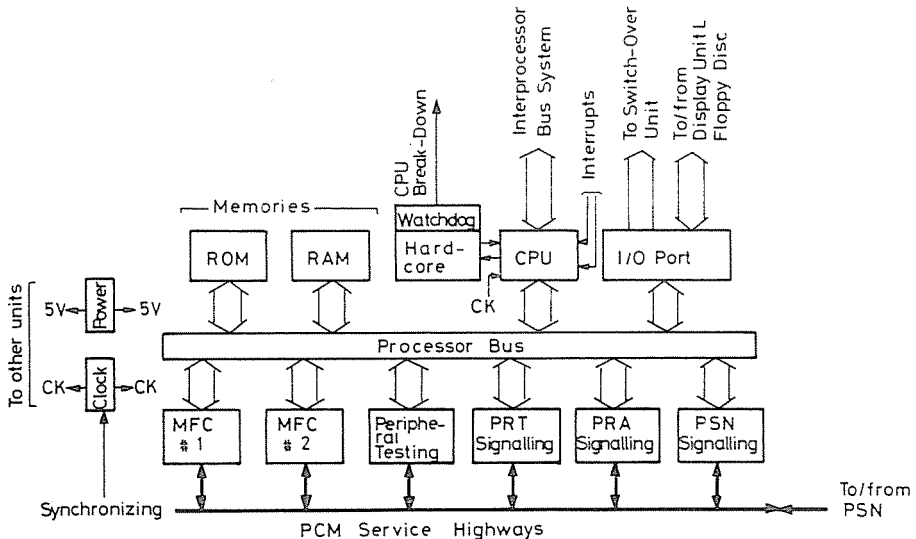 Interprocessor
Bus System
To Switch-Over
Unit
To/from
Display Unit L
Floppy Disc
CPU
Break-Down
Interrupts
Memories
Watchdog
Hard-
core
CPU
I/O Port
ROM
RAM
CK
To other units
5V
Power
5V
Processor Bus
CK
Clock
CK
MFC
# 1
MFC
# 2
Periphe-
ral
Testing
PRT
Signalling
PRA
Signalling
PSN
Signalling
Synchronizing
To/from
PSN
PCM Service Highways